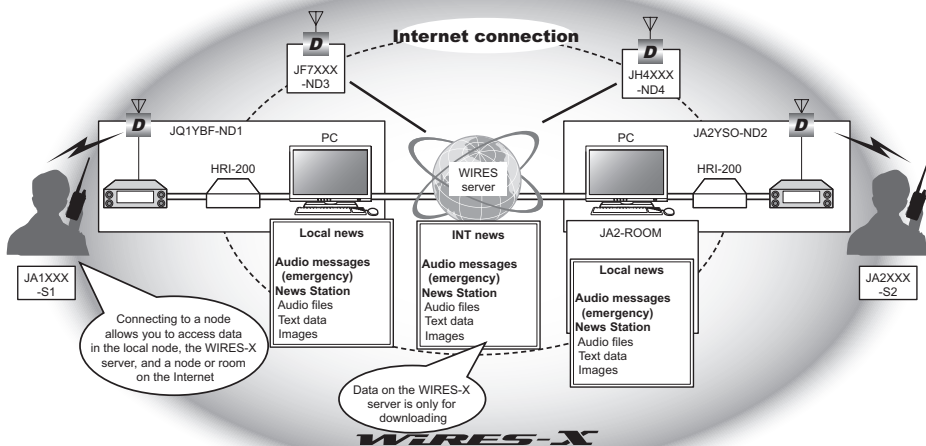 Internet connection
D
JF7XXX
-ND3
D
JH4XXX
-ND4
D
JQ1YBF-ND1
PC
HRI-200
WIRES
server
PC
JA2YSO-ND2
D
HRI-200
JA1XXX
-S1
JA2XXX
-S2
Local news
Audio messages
(emergency)
News Station
Audio files
Text data
Images
INT news
Audio messages
(emergency)
News Station
Audio files
Text data
Images
JA2-ROOM
Local news
Audio messages
(emergency)
News Station
Audio files
Text data
Images
Connecting to a node
allows you to access data
in the local node, the WIRES-X
server, and a node or room
on the Internet
Data on the WIRES-X
server is only for
downloading
WiRES-X